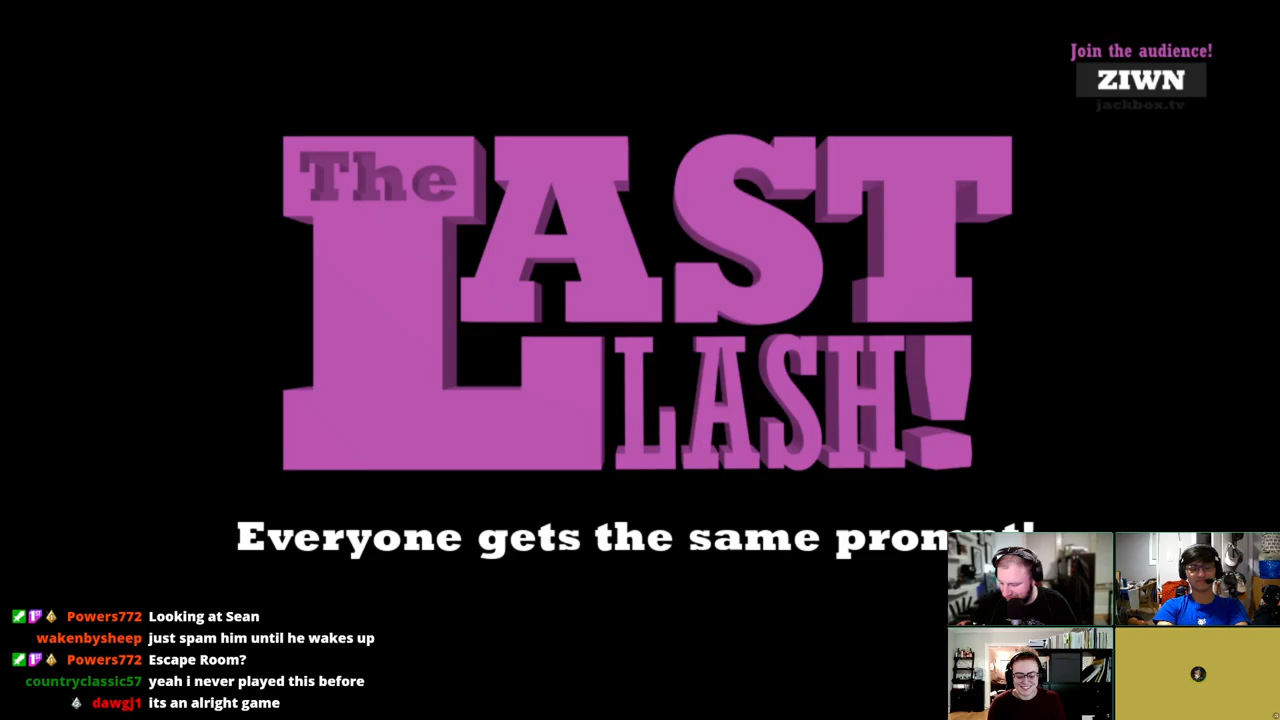 Join the audience!
ZIWN
jackbox.tv
The
LAST
LASH!
Everyone gets the same prompt!
Powers772 Looking at Sean
wakenbysheep just spam him until he wakes up
Powers772 Escape Room?
countryclassic57 yeah i never played this before
dawgj1 its an alright game